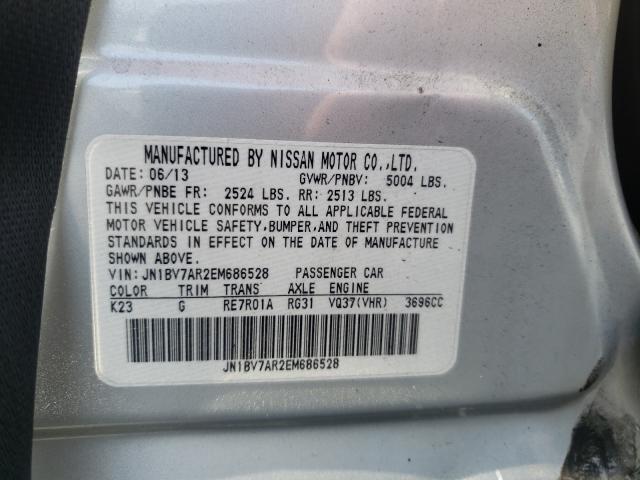 MANUFACTURED BY NISSAN MOTOR CO.,LTD.
DATE: 06/13 GVWR/PNBV: 5004 LBS.
GAWR/PNBE FR: 2524 LBS. RR: 2513 LBS.
THIS VEHICLE CONFORMS TO ALL APPLICABLE FEDERAL
MOTOR VEHICLE SAFETY, BUMPER, AND THEFT PREVENTION
STANDARDS IN EFFECT ON THE DATE OF MANUFACTURE
SHOWN ABOVE.
VIN: JN1BV7AR2EM686528 PASSENGER CAR
COLOR TRIM TRANS AXLE ENGINE
K23 G RE7R01A RG31 VQ37(VHR) 3696CC
JN1BV7AR2EM686528